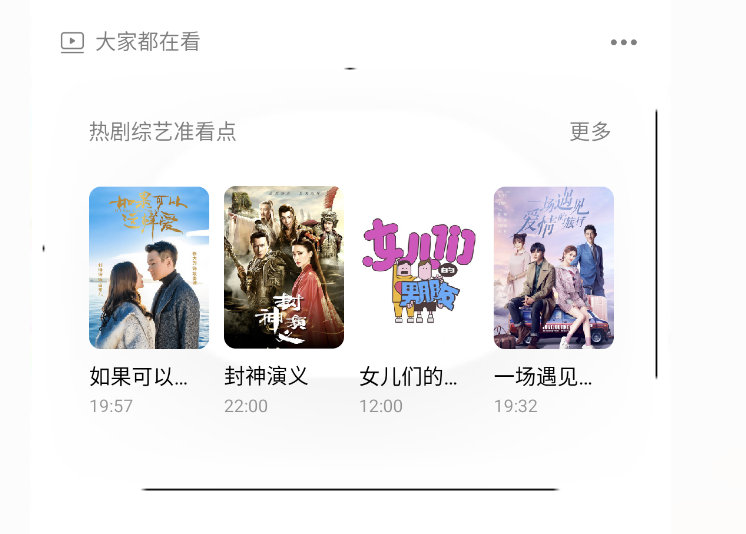 大家都在看
热剧综艺准看点
更多
如果可以
这样爱
封神演义
女儿们
的
男朋友
一场遇见
爱情的旅行
如果可以...
封神演义
女儿们的...
一场遇见...
19:57
22:00
12:00
19:32